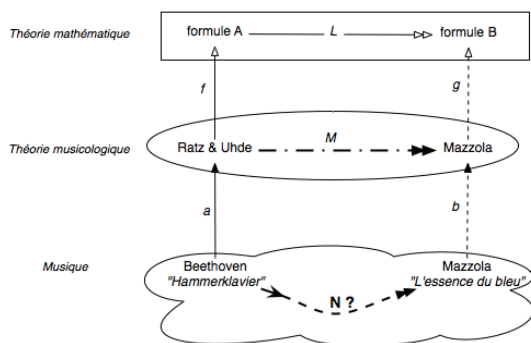 Théorie mathématique
formule A
L
formule B
f
g
Théorie musicologique
Ratz & Uhde
M
Mazzola
a
b
Musique
Beethoven
"Hammerklavier"
Mazzola
"L'essence du bleu"
N ?